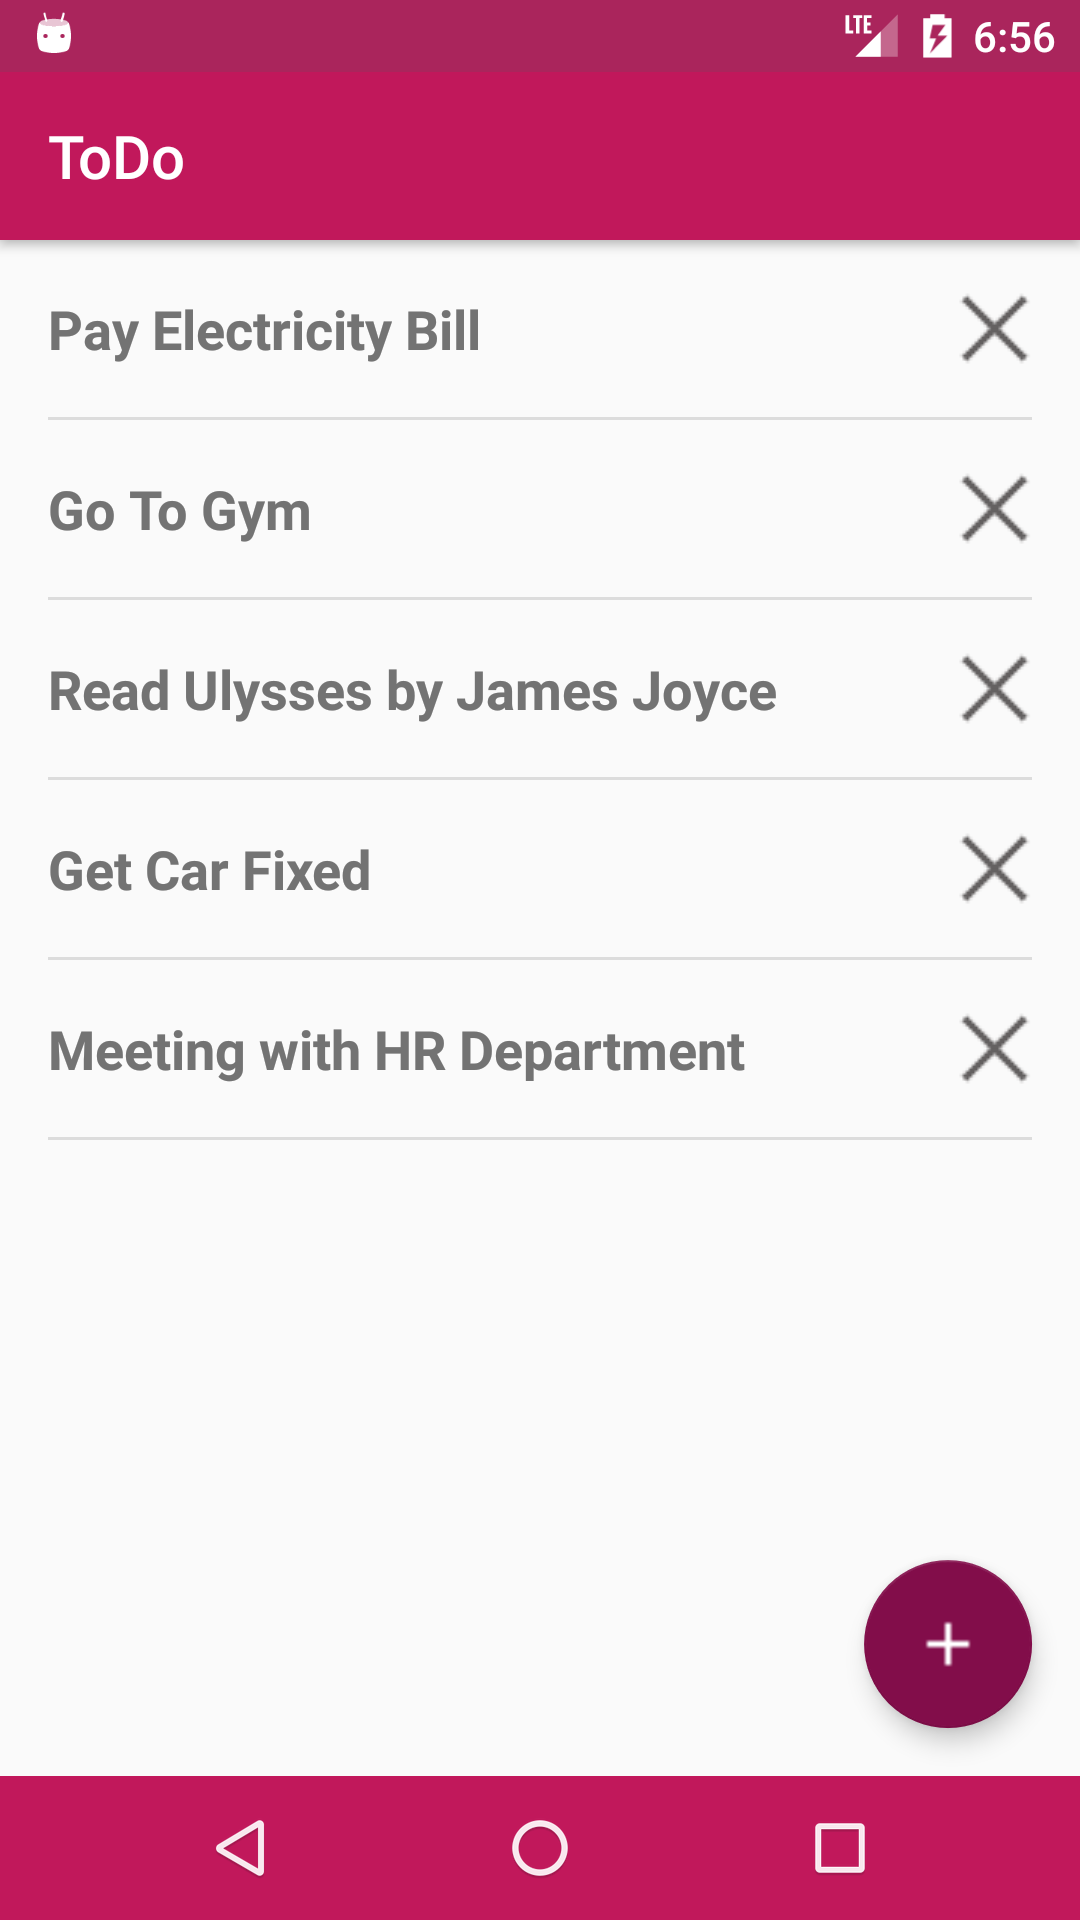 LTE 6:56
ToDo
Pay Electricity Bill
Go To Gym
Read Ulysses by James Joyce
Get Car Fixed
Meeting with HR Department